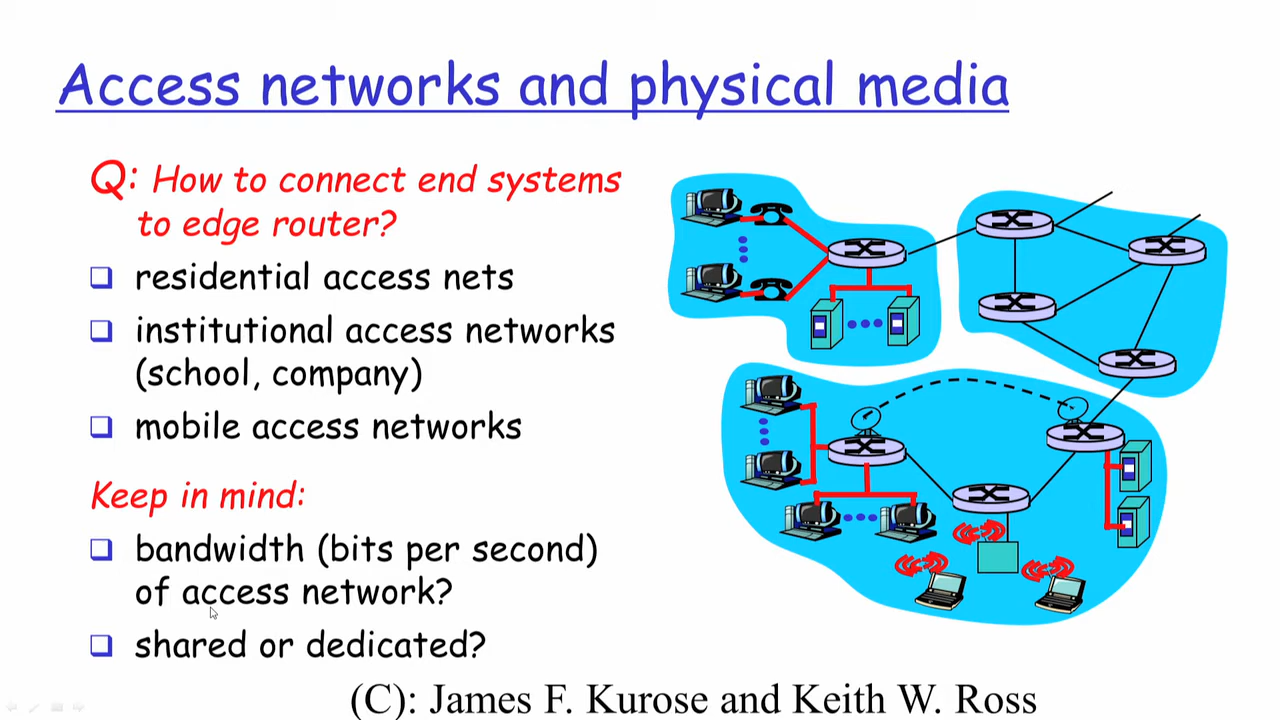 Access networks and physical media
Q: How to connect end systems
to edge router?
residential access nets
institutional access networks
(school, company)
mobile access networks
Keep in mind:
bandwidth (bits per second)
of access network?
shared or dedicated?
(C): James F. Kurose and Keith W. Ross